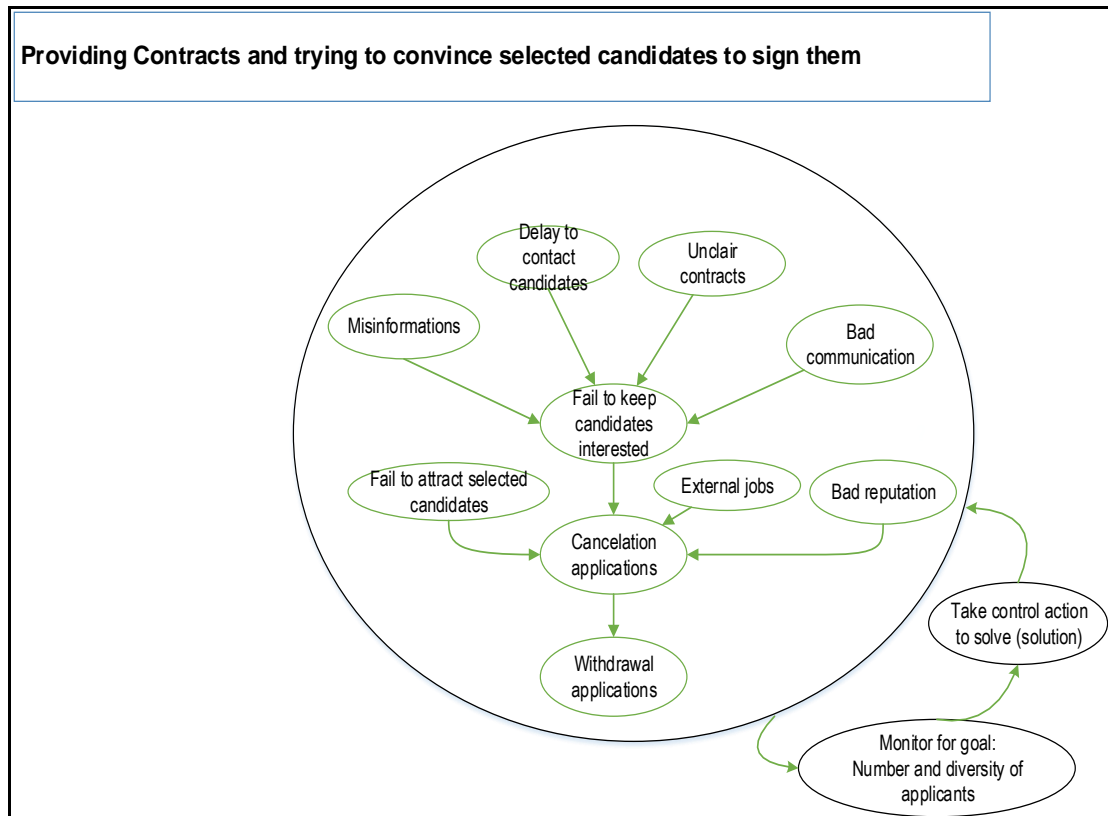 Providing Contracts and trying to convince selected candidates to sign them
Delay to
contact
candidates
Unclair
contracts
Misinformations
Bad
communication
Fail to keep
candidates
interested
Fail to attract selected
candidates
External jobs
Bad reputation
Cancelation
applications
Take control action
to solve (solution)
Withdrawal
applications
Monitor for goal:
Number and diversity of
applicants